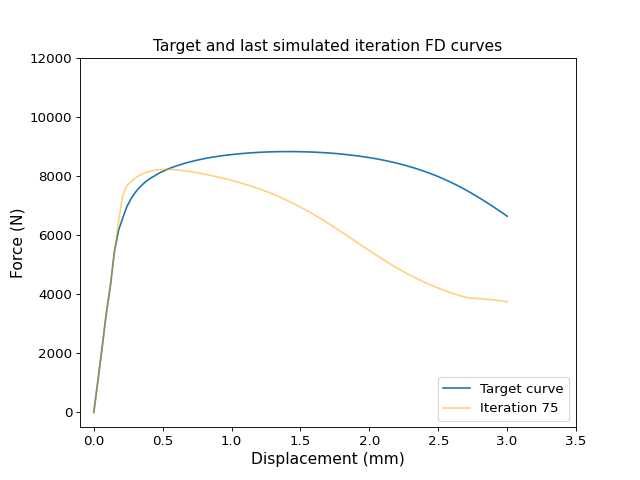 Target and last simulated iteration FD curves
12000
10000
8000
6000
4000
2000
0
Force (N)
0.0 0.5 1.0 1.5 2.0 2.5 3.0 3.5
Displacement (mm)
Target curve
Iteration 75